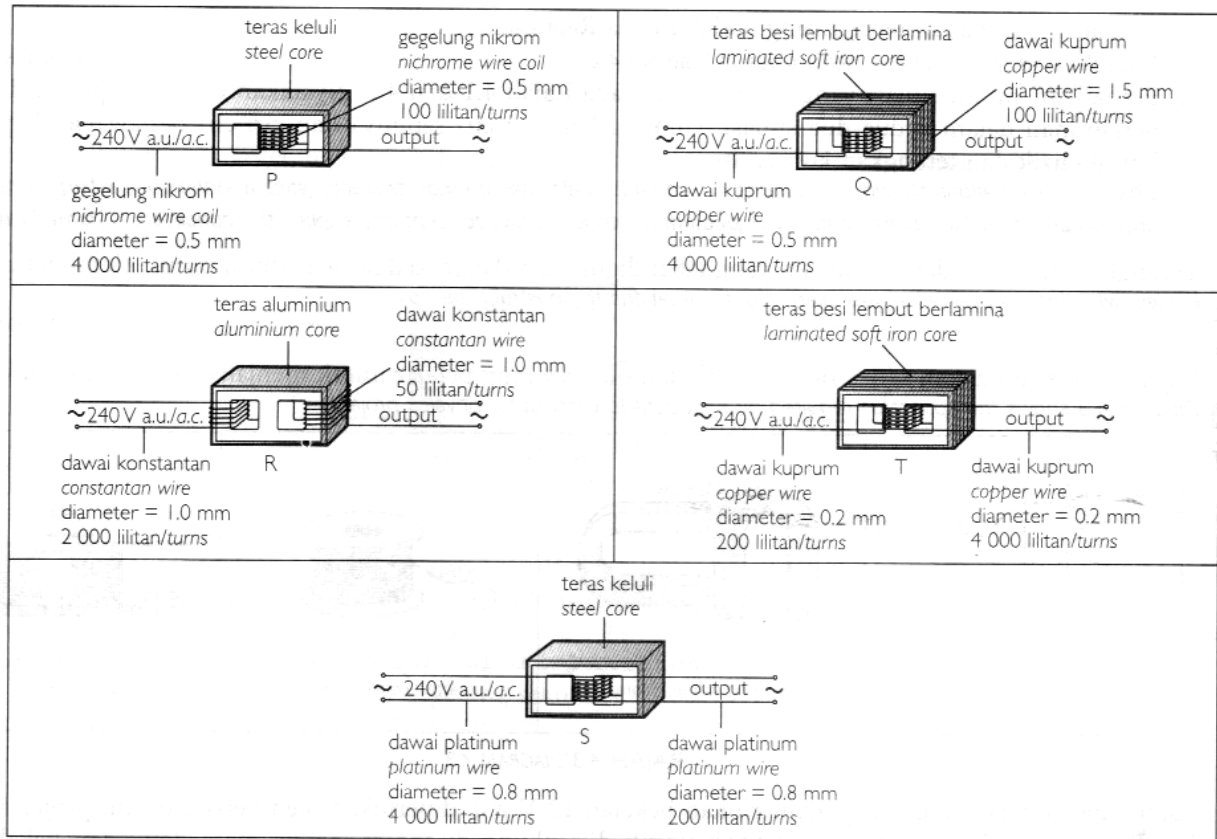 teras keluli
steel core
gegelung nikrom
nichrome wire coil
diameter = 0.5 mm
100 lilitan/turns
~ 240 V a.u./a.c.
output ~
P
gegelung nikrom
nichrome wire coil
diameter = 0.5 mm
4 000 lilitan/turns
teras besi lembut berlamina
laminated soft iron core
dawai kuprum
copper wire
diameter = 1.5 mm
100 lilitan/turns
~ 240 V a.u./a.c.
output ~
Q
dawai kuprum
copper wire
diameter = 0.5 mm
4 000 lilitan/turns
teras aluminium
aluminium core
dawai konstantan
constantan wire
diameter = 1.0 mm
50 lilitan/turns
~ 240 V a.u./a.c.
output ~
R
dawai konstantan
constantan wire
diameter = 1.0 mm
2 000 lilitan/turns
teras besi lembut berlamina
laminated soft iron core
~ 240 V a.u./a.c.
output ~
T
dawai kuprum
copper wire
diameter = 0.2 mm
200 lilitan/turns
dawai kuprum
copper wire
diameter = 0.2 mm
4 000 lilitan/turns
teras keluli
steel core
~ 240 V a.u./a.c.
output ~
S
dawai platinum
platinum wire
diameter = 0.8 mm
4 000 lilitan/turns
dawai platinum
platinum wire
diameter = 0.8 mm
200 lilitan/turns